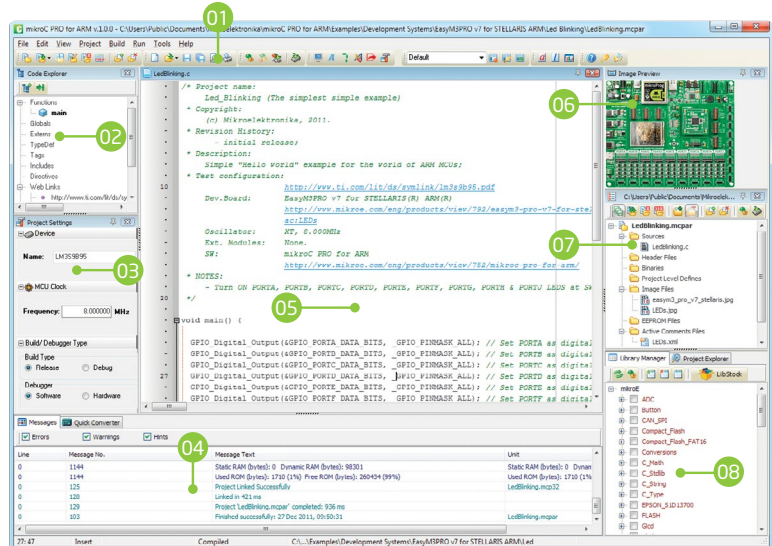 mikroC PRO for ARM v.1.0.0 - C:\Users\Public\Documents\Mikroelektronika\mikroC PRO for ARM\Examples\Development Systems\EasyM3PRO v7 for STELLARIS ARM\Led Blinking\LedBlinking.mcpar
File Edit View Project Build Run Tools Help
01
Default
Code Explorer
Functions
main
Globals
Externs
02
TypeDef
Tags
Includes
Directives
Web Links
http://www.ti.com/lit/ds/sy
Project Settings
Device
Name: LM3S9B95
03
MCU Clock
Frequency: 8.000000 MHz
Build/ Debugger Type
Build Type
Release Debug
Debugger
Software Hardware
LedBlinking.c
/* Project name:
Led_Blinking (The simplest simple example)
* Copyright:
(c) Mikroelektronika, 2011.
* Revision History:
- initial release;
* Description:
Simple "Hello world" example for the world of ARM MCUs;
* Test configuration:
10 http://www.ti.com/lit/ds/symlink/lm3s9b95.pdf
Dev.Board: EasyM3PRO v7 for STELLARIS(R) ARM(R)
http://www.mikroe.com/eng/products/view/792/easym3-pro-v7-for-stel
ac:LEDs
Oscillator: XT, 8.000MHz
Ext. Modules: None.
SW: mikroC PRO for ARM
http://www.mikroe.com/eng/products/view/752/mikroc-pro-for-arm/
* NOTES:
- Turn ON PORTA, PORTB, PORTC, PORTD, PORTE, PORTF, PORTG, PORTH & PORTJ LEDs at SW
20 */
05
void main() {
GPIO_Digital_Output(&GPIO_PORTA_DATA_BITS, _GPIO_PINMASK_ALL); // Set PORTA as digital
GPIO_Digital_Output(&GPIO_PORTB_DATA_BITS, _GPIO_PINMASK_ALL); // Set PORTB as digital
GPIO_Digital_Output(&GPIO_PORTC_DATA_BITS, _GPIO_PINMASK_ALL); // Set PORTC as digital
27 GPIO_Digital_Output(&GPIO_PORTD_DATA_BITS, _GPIO_PINMASK_ALL); // Set PORTD as digital
GPIO_Digital_Output(&GPIO_PORTE_DATA_BITS, _GPIO_PINMASK_ALL); // Set PORTE as digital
GPIO_Digital_Output(&GPIO_PORTF_DATA_BITS, _GPIO_PINMASK_ALL); // Set PORTF as digital
Image Preview
06
C:\Users\Public\Documents\Mikroelek...
LedBlinking.mcpar
07
Sources
LedBlinking.c
Header Files
Binaries
Project Level Defines
Image Files
easym3_pro_v7_stellaris.jpg
LEDs.jpg
EEPROM Files
Active Comments Files
LEDs.xml
Library Manager Project Explorer
LibStock
mikroE
ADC
Button
CAN_SPI
Compact_Flash
Compact_Flash_FAT16
Conversions
C_Math
C_Stdlib
08
C_String
C_Type
EPSON_S1D13700
FLASH
Glcd
Messages Quick Converter
Errors Warnings Hints
04
Line Message No. Message Text Unit
0 1144 Static RAM (bytes): 0 Dynamic RAM (bytes): 98301 Static RAM (bytes): 0 Dynam
0 1144 Used ROM (bytes): 1710 (1%) Free ROM (bytes): 260434 (99%) Used ROM (bytes): 1710 (1%
0 125 Project Linked Successfully LedBlinking.mcp32
0 128 Linked in 421 ms
0 129 Project 'LedBlinking.mcpar' completed: 936 ms
0 103 Finished successfully: 27 Dec 2011, 09:50:31 LedBlinking.mcpar
27: 47 Insert Compiled C:\...\Examples\Development Systems\EasyM3PRO v7 for STELLARIS ARM\Led